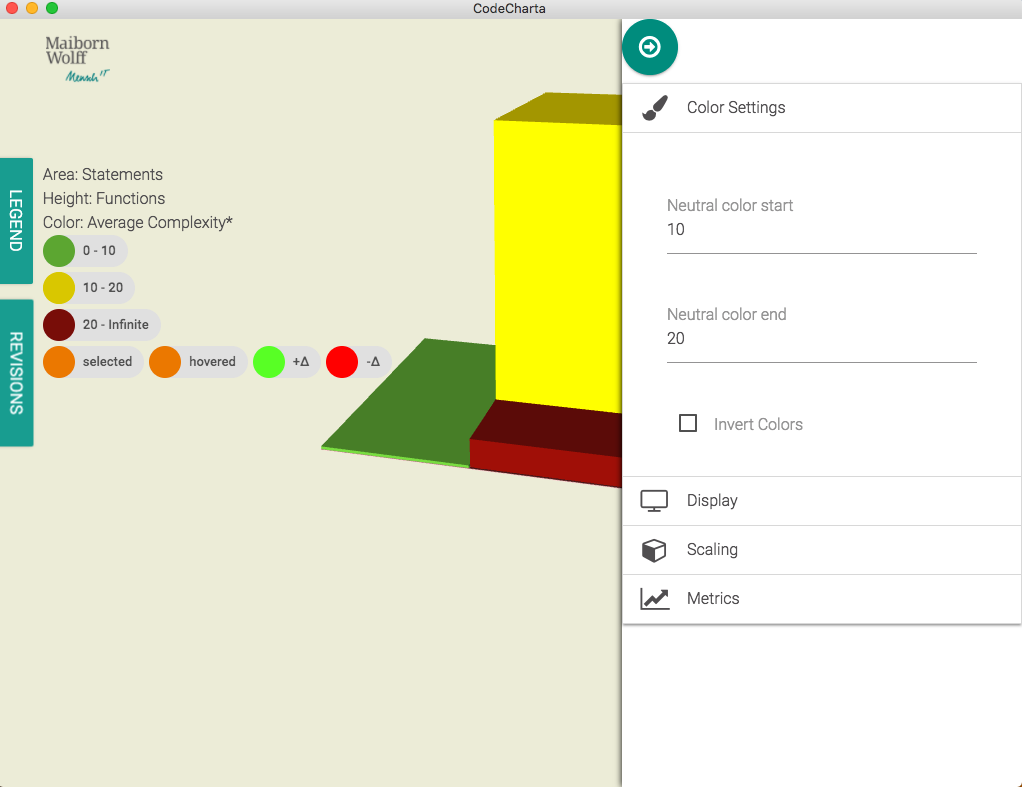 CodeCharta
Maiborn
Wolff
Mensch IT
LEGEND
REVISIONS
Area: Statements
Height: Functions
Color: Average Complexity*
0 - 10
10 - 20
20 - Infinite
selected
hovered
+Δ
-Δ
Color Settings
Neutral color start
10
Neutral color end
20
Invert Colors
Display
Scaling
Metrics